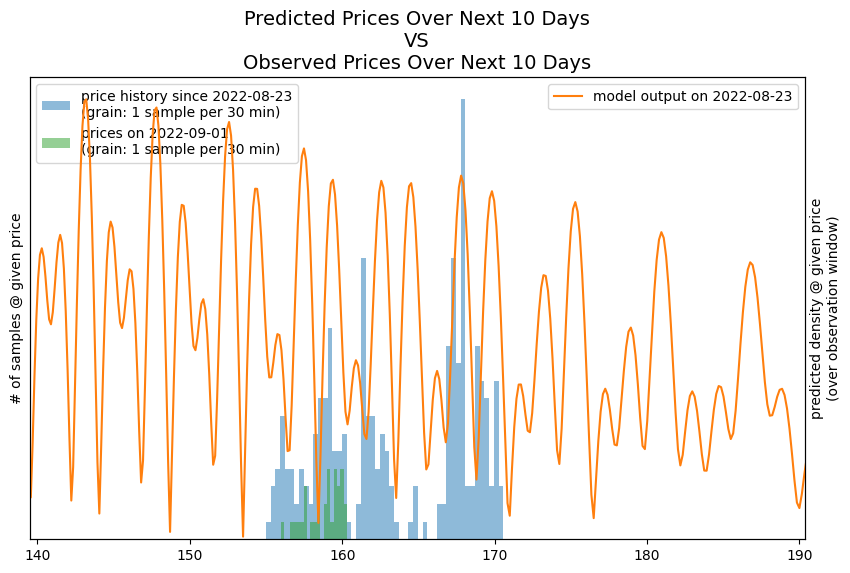 Predicted Prices Over Next 10 Days
VS
Observed Prices Over Next 10 Days
price history since 2022-08-23
(grain: 1 sample per 30 min)
prices on 2022-09-01
(grain: 1 sample per 30 min)
model output on 2022-08-23
# of samples @ given price
predicted density @ given price
(over observation window)
140
150
160
170
180
190